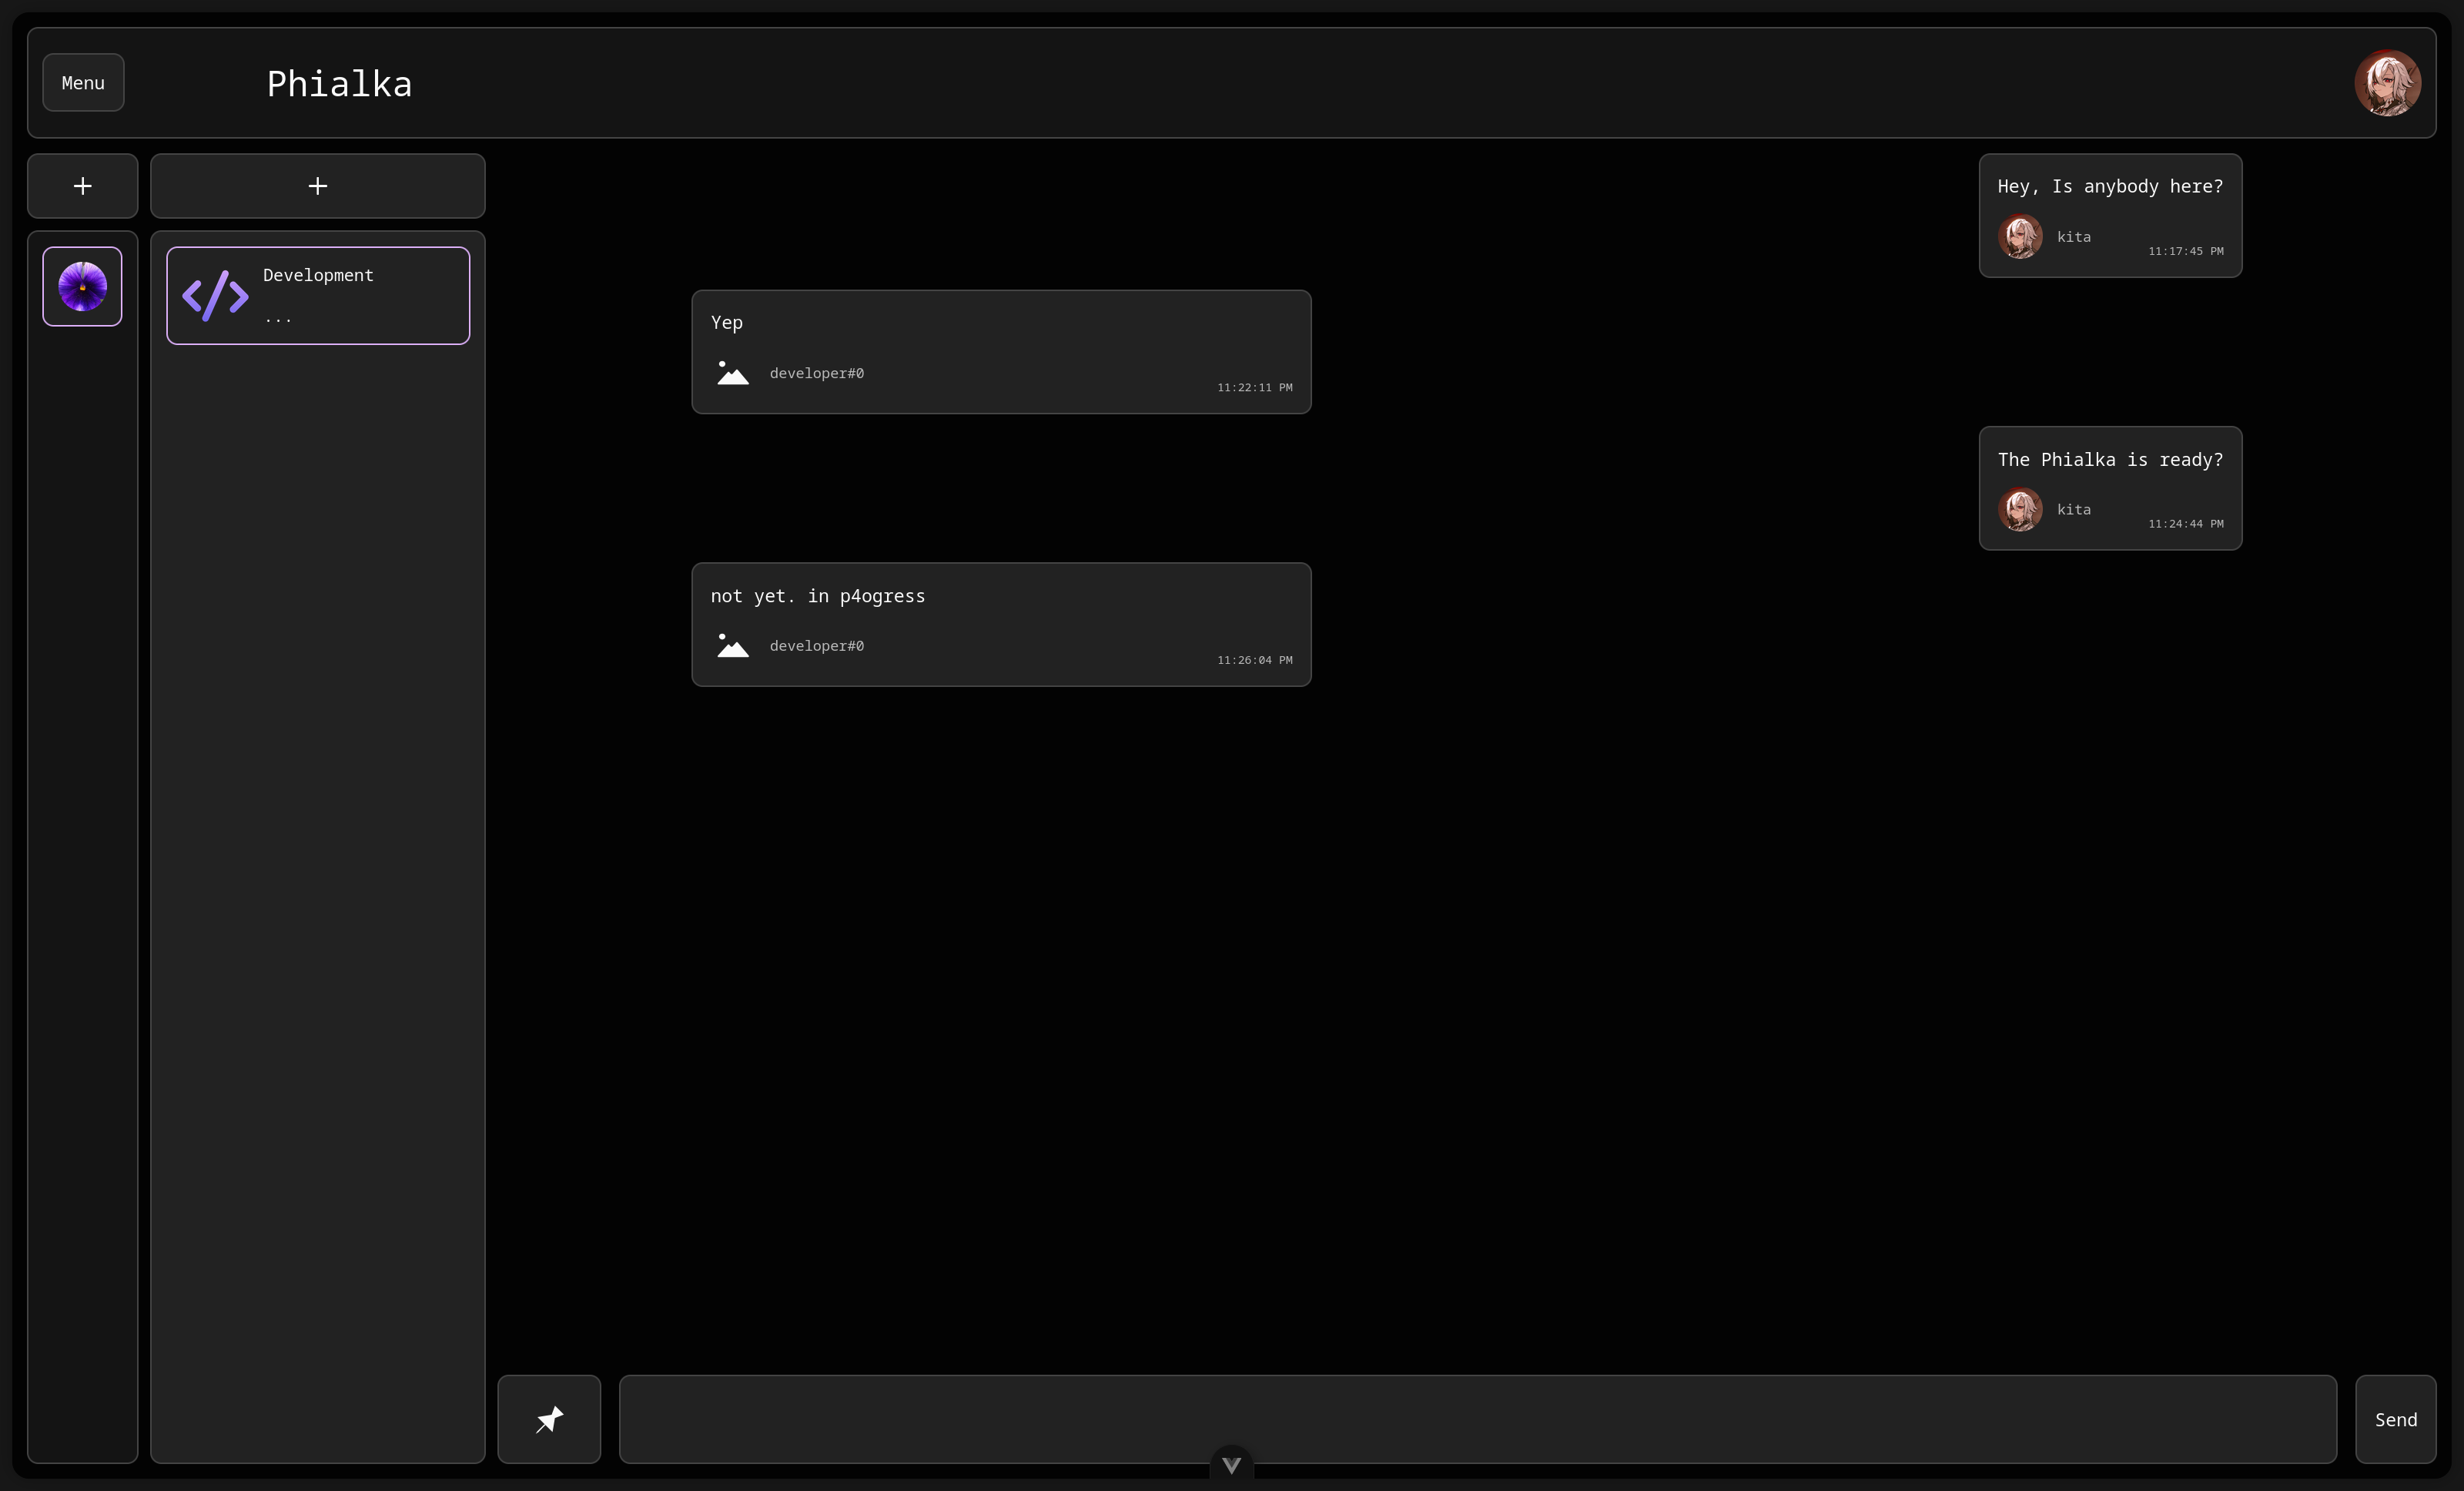 Menu
Phialka
+
+
Development
...
Hey, Is anybody here?
kita
11:17:45 PM
Yep
developer#0
11:22:11 PM
The Phialka is ready?
kita
11:24:44 PM
not yet. in p4ogress
developer#0
11:26:04 PM
Send